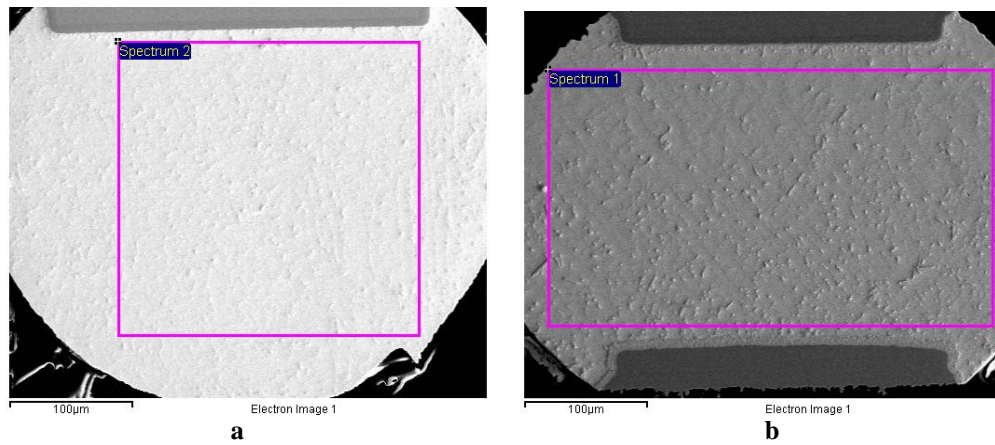 Spectrum 2
Spectrum 1
100µm
Electron Image 1
100µm
Electron Image 1
a
b